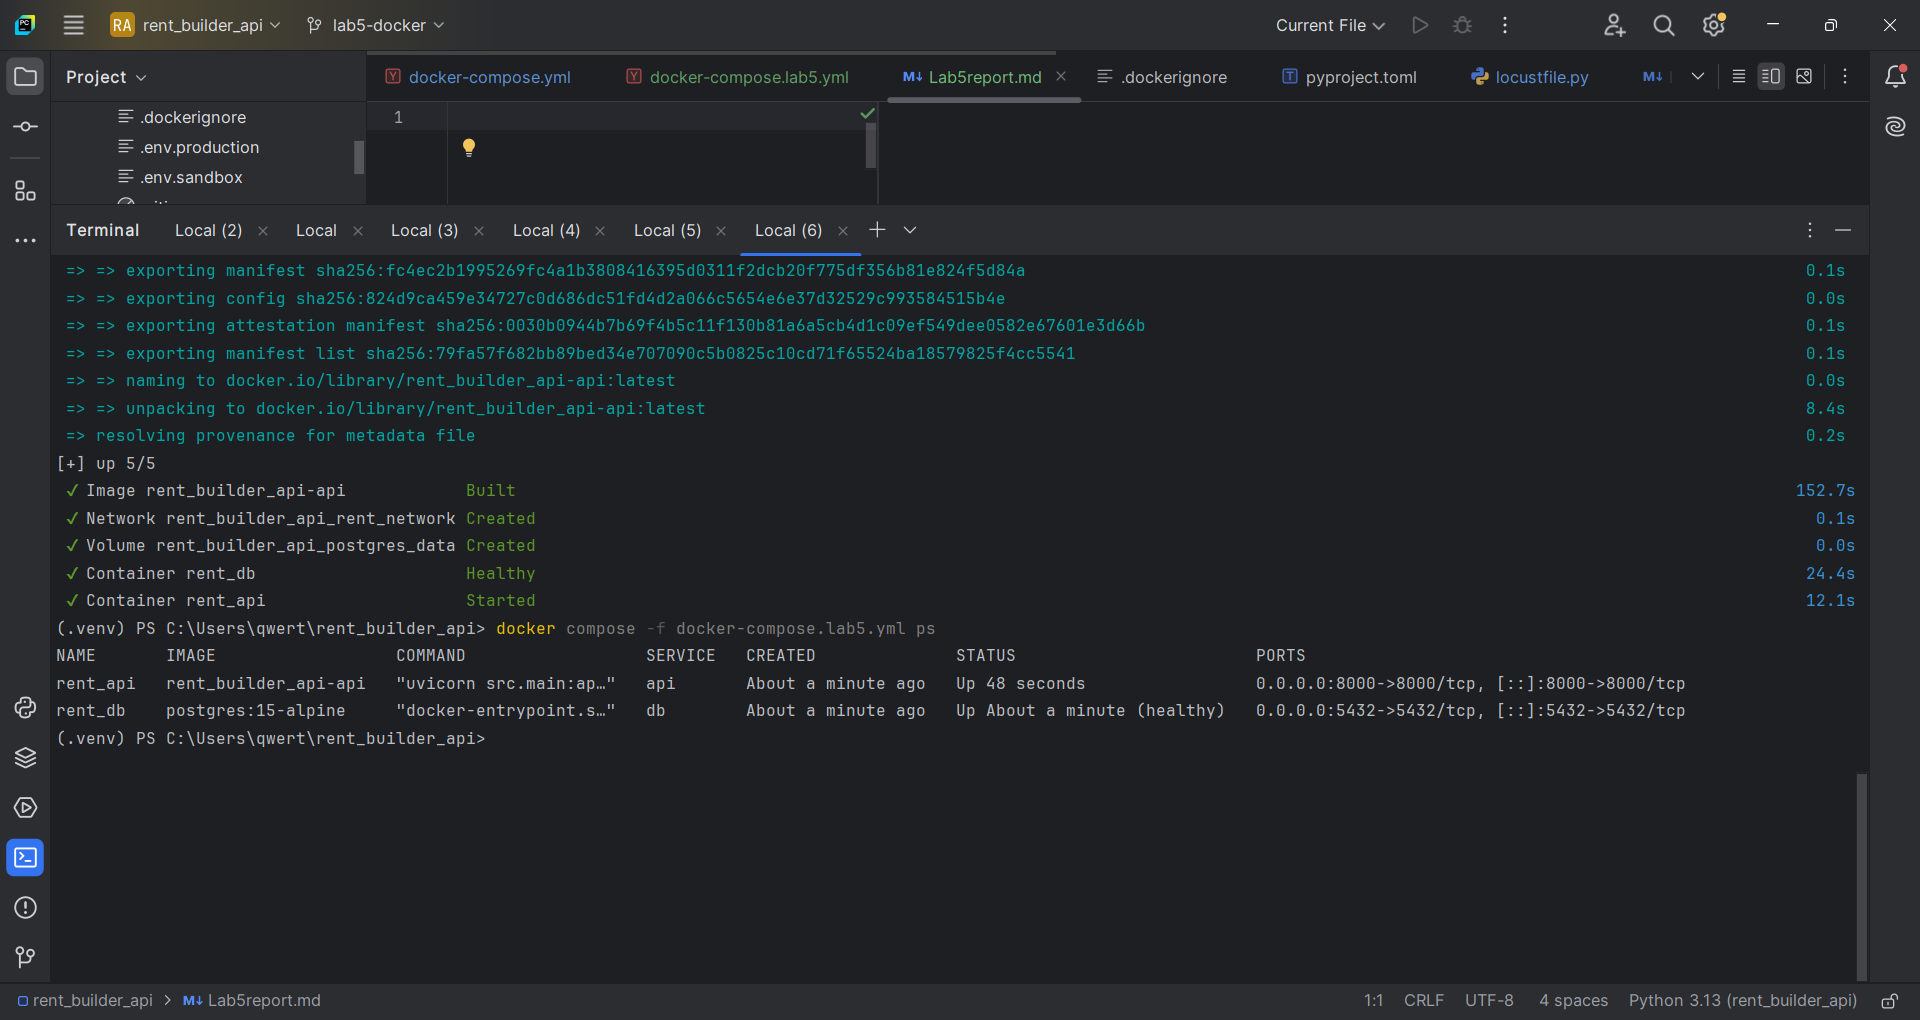 RA rent_builder_api lab5-docker Current File
Project
docker-compose.yml docker-compose.lab5.yml M↓ Lab5report.md .dockerignore pyproject.toml locustfile.py M↓
.dockerignore
.env.production
.env.sandbox
1
Terminal Local (2) Local Local (3) Local (4) Local (5) Local (6)
=> => exporting manifest sha256:fc4ec2b1995269fc4a1b3808416395d0311f2dcb20f775df356b81e824f5d84a 0.1s
=> => exporting config sha256:824d9ca459e34727c0d686dc51fd4d2a066c5654e6e37d32529c993584515b4e 0.0s
=> => exporting attestation manifest sha256:0030b0944b7b69f4b5c11f130b81a6a5cb4d1c09ef549dee0582e67601e3d66b 0.1s
=> => exporting manifest list sha256:79fa57f682bb89bed34e707090c5b0825c10cd71f65524ba18579825f4cc5541 0.1s
=> => naming to docker.io/library/rent_builder_api-api:latest 0.0s
=> => unpacking to docker.io/library/rent_builder_api-api:latest 8.4s
=> resolving provenance for metadata file 0.2s
[+] up 5/5
✓ Image rent_builder_api-api Built 152.7s
✓ Network rent_builder_api_rent_network Created 0.1s
✓ Volume rent_builder_api_postgres_data Created 0.0s
✓ Container rent_db Healthy 24.4s
✓ Container rent_api Started 12.1s
(.venv) PS C:\Users\qwert\rent_builder_api> docker compose -f docker-compose.lab5.yml ps
NAME IMAGE COMMAND SERVICE CREATED STATUS PORTS
rent_api rent_builder_api-api "uvicorn src.main:ap…" api About a minute ago Up 48 seconds 0.0.0.0:8000->8000/tcp, [::]:8000->8000/tcp
rent_db postgres:15-alpine "docker-entrypoint.s…" db About a minute ago Up About a minute (healthy) 0.0.0.0:5432->5432/tcp, [::]:5432->5432/tcp
(.venv) PS C:\Users\qwert\rent_builder_api>
rent_builder_api > M↓ Lab5report.md 1:1 CRLF UTF-8 4 spaces Python 3.13 (rent_builder_api)